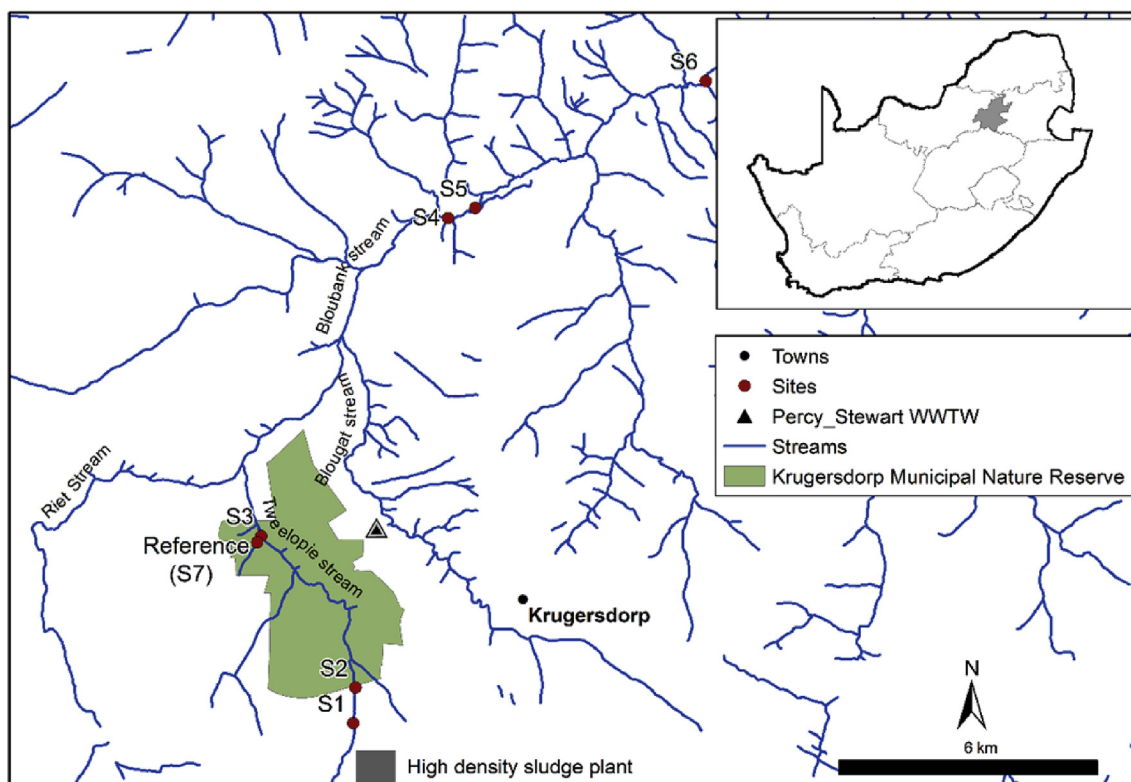 S6
S5
S4
Bloubank stream
Blougat stream
Riet Stream
Tweelopie stream
S3
Reference
(S7)
Krugersdorp
S2
S1
High density sludge plant
Towns
Sites
Percy_Stewart WWTW
Streams
Krugersdorp Municipal Nature Reserve
N
6 km